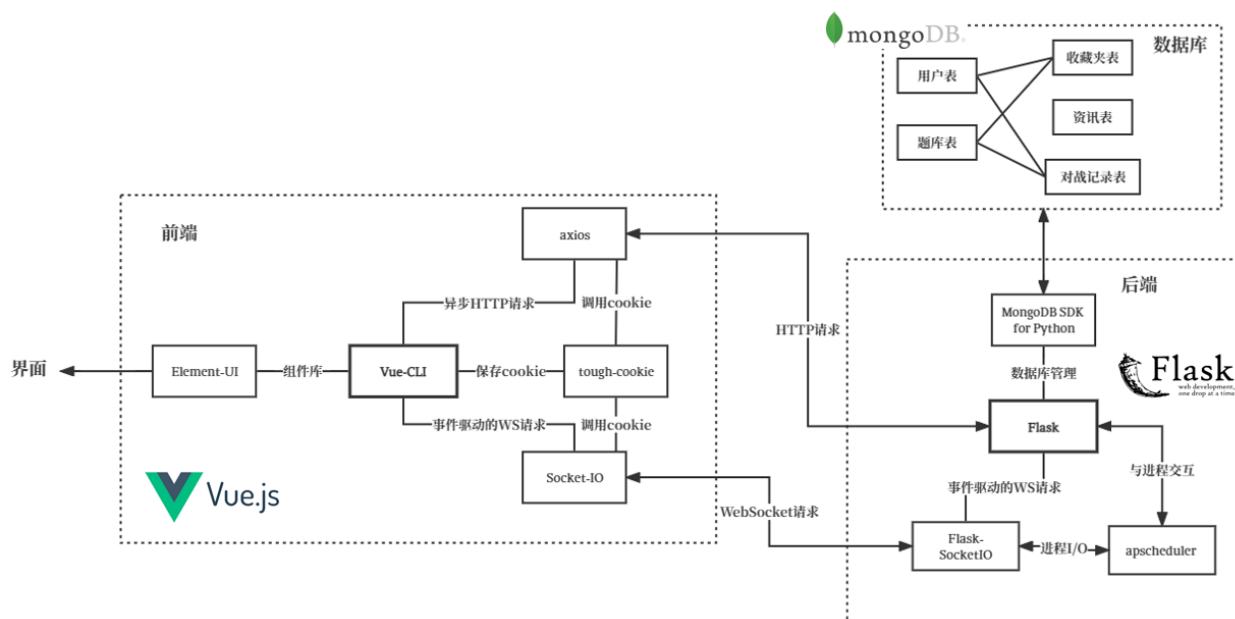 mongoDB.
数据库
用户表
收藏夹表
资讯表
题库表
对战记录表
前端
axios
异步HTTP请求
调用cookie
HTTP请求
后端
MongoDB SDK
for Python
界面
Element-UI
组件库
Vue-CLI
保存cookie
tough-cookie
数据库管理
Flask
web development,
one drop at a time
事件驱动的WS请求
调用cookie
Flask
与进程交互
Socket-IO
Vue.js
WebSocket请求
事件驱动的WS请求
Flask-
SocketIO
进程I/O
apscheduler